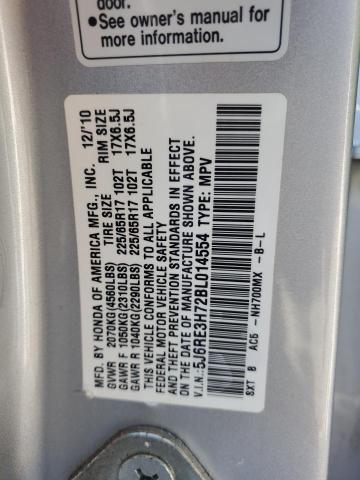 door.
•See owner's manual for
more information.
MFD. BY HONDA OF AMERICA MFG., INC. 12/'10
TIRE SIZE RIM SIZE
GVWR 2070KG(4560LBS)
GAWR F 1050KG(2310LBS) 225/65R17 102T 17X6.5J
GAWR R 1040KG(2290LBS) 225/65R17 102T 17X6.5J
THIS VEHICLE CONFORMS TO ALL APPLICABLE
FEDERAL MOTOR VEHICLE SAFETY
AND THEFT PREVENTION STANDARDS IN EFFECT
ON THE DATE OF MANUFACTURE SHOWN ABOVE.
V.I.N.:5J6RE3H72BL014554 TYPE: MPV
SXT B AC5 -NH700MX -B-L